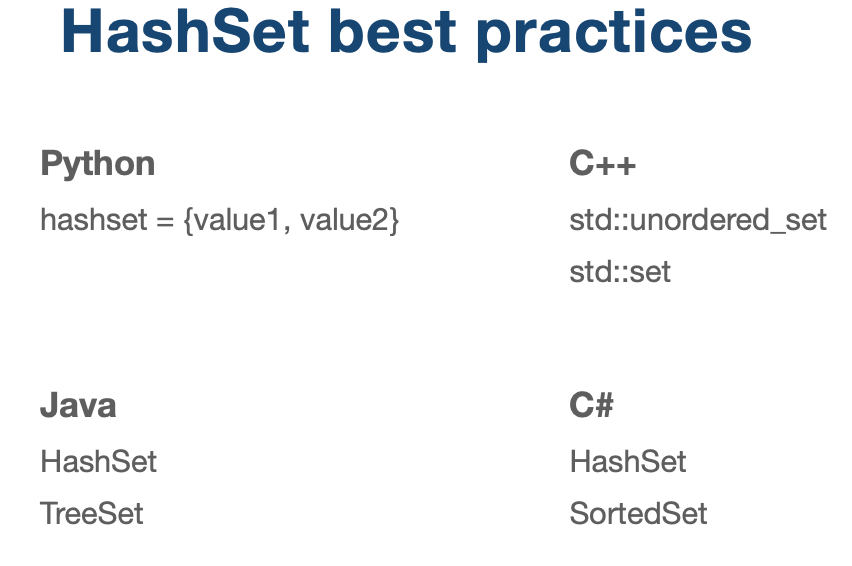 HashSet best practices
Python
hashset = {value1, value2}
C++
std::unordered_set
std::set
Java
HashSet
TreeSet
C#
HashSet
SortedSet